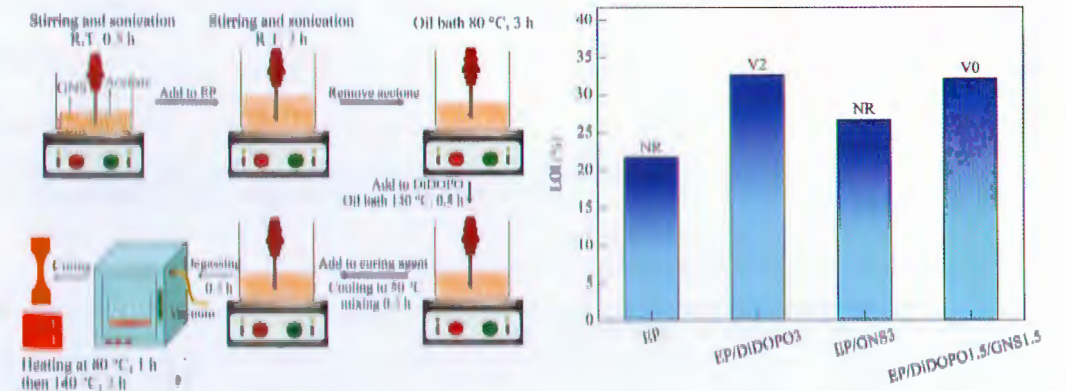 Stirring and sonication
R.T. 0.5 h
Acetone
Add to EP
Stirring and sonication
Remove acetone
Oil bath 80 °C, 3 h
Add to DiDOPO
Oil bath 140 °C, 0.5 h
Add to curing agent
Cooling to 80 °C
mixing 0.5 h
Degassing
0.5 h
Vacuum
Curing
Heating at 80 °C, 1 h
then 140 °C, 2 h
LOI (%)
40
35
30
25
20
15
10
5
0
NR
V2
NR
V0
EP
EP/DiDOPO3
EP/GNS3
EP/DiDOPO1.5/GNS1.5